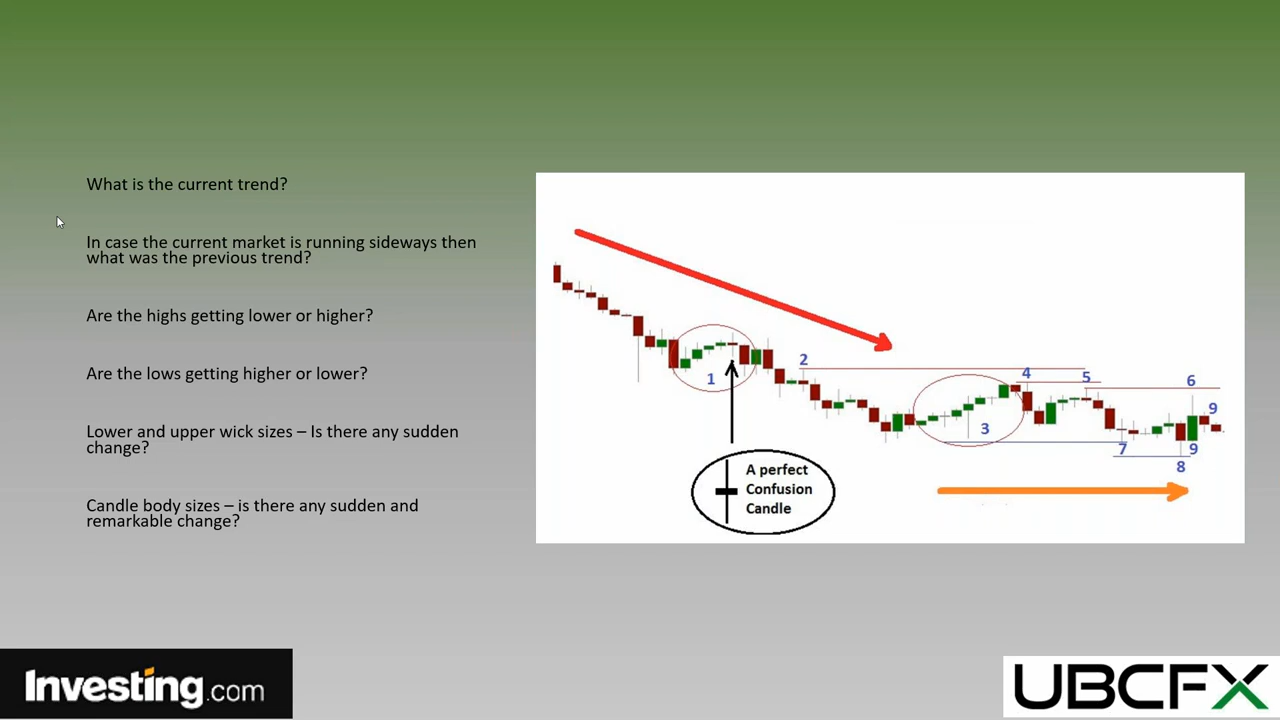 What is the current trend?
In case the current market is running sideways then
what was the previous trend?
Are the highs getting lower or higher?
Are the lows getting higher or lower?
Lower and upper wick sizes – Is there any sudden
change?
Candle body sizes – is there any sudden and
remarkable change?
1
2
3
4
5
6
9
7
9
8
A perfect
Confusion
Candle
Investing.com
UBCFX